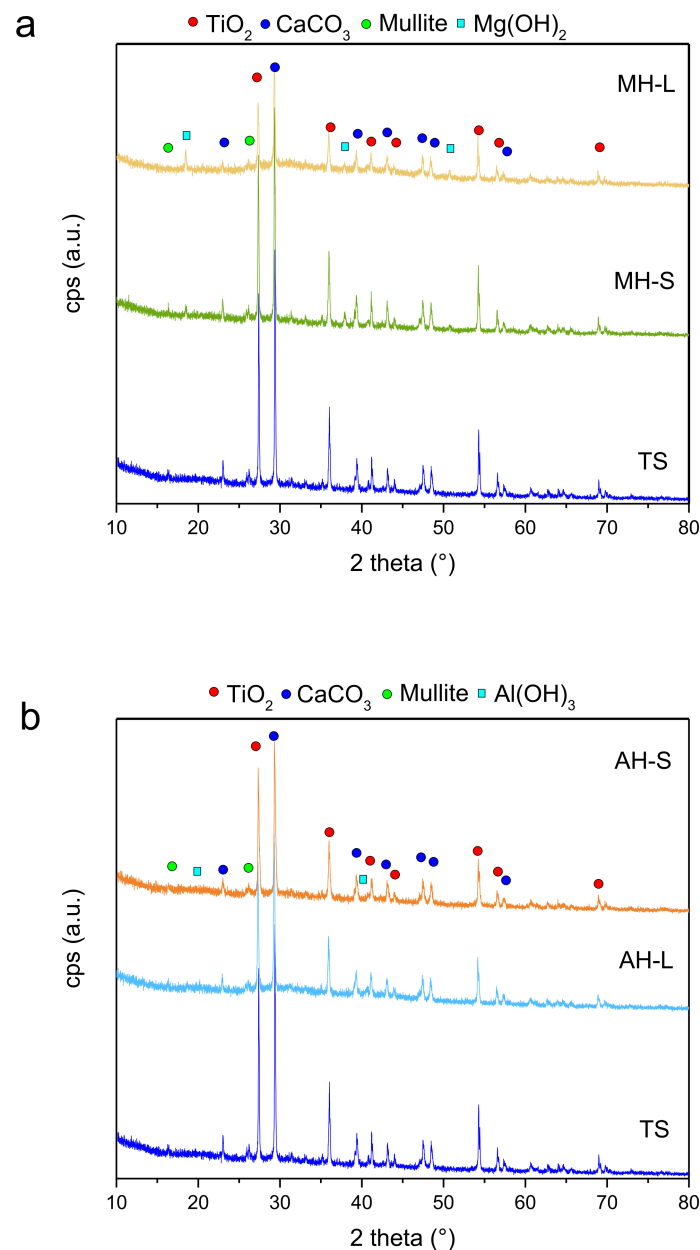 a
TiO2 CaCO3 Mullite Mg(OH)2
MH-L
MH-S
TS
cps (a.u.)
10 20 30 40 50 60 70 80
2 theta (°)
b
TiO2 CaCO3 Mullite Al(OH)3
AH-S
AH-L
TS
cps (a.u.)
10 20 30 40 50 60 70 80
2 theta (°)